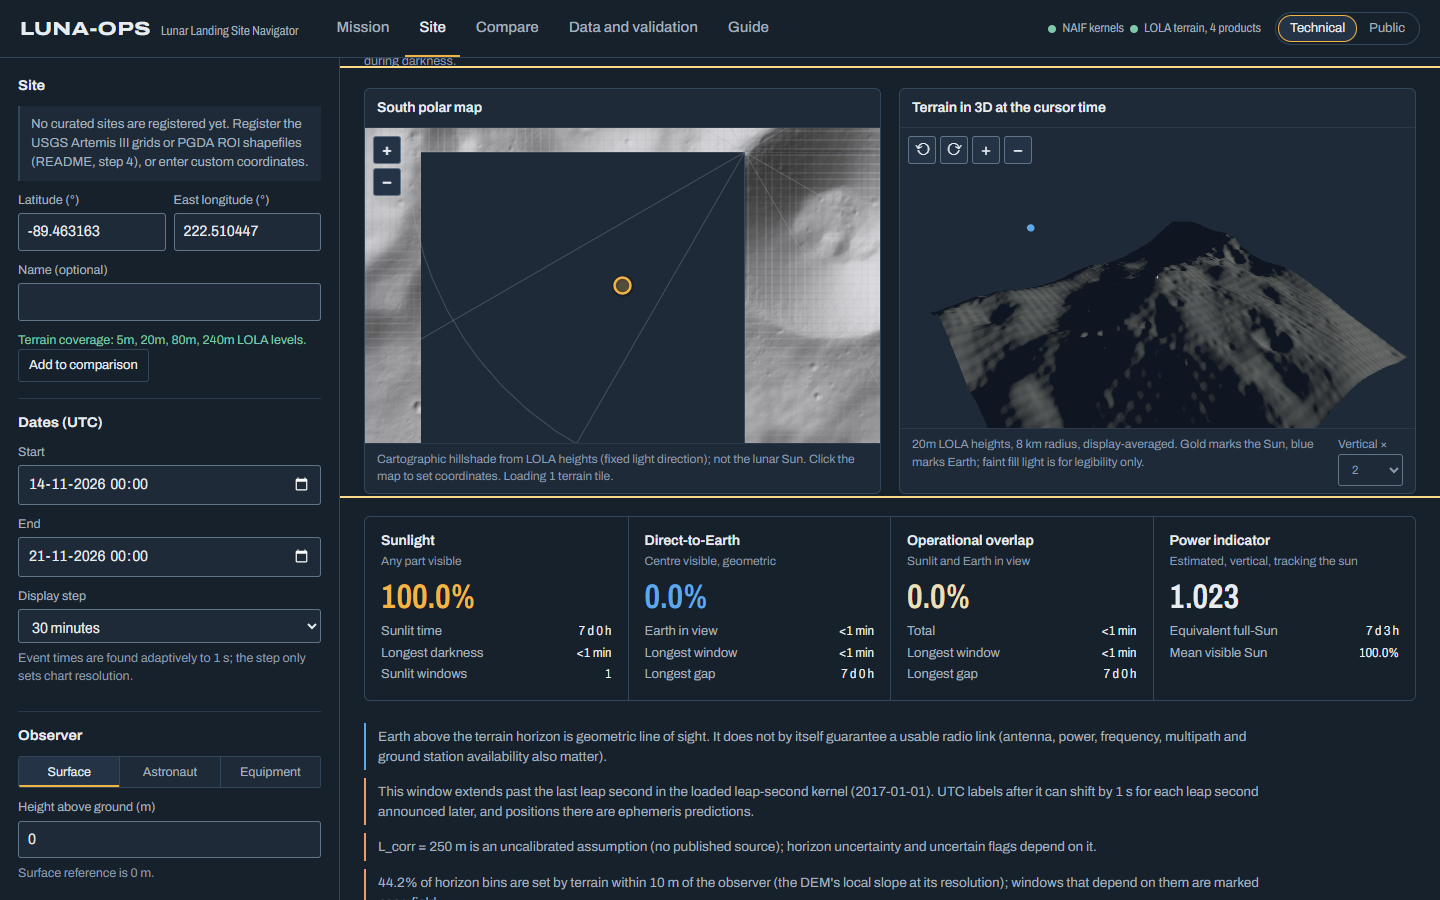 LUNA-OPS Lunar Landing Site Navigator Mission Site Compare Data and validation Guide NAIF kernels LOLA terrain, 4 products Technical Public
Site
No curated sites are registered yet. Register the
USGS Artemis III grids or PGDA ROI shapefiles
(README, step 4), or enter custom coordinates.
Latitude (°) East longitude (°)
-89.463163 222.510447
Name (optional)
Terrain coverage: 5m, 20m, 80m, 240m LOLA levels.
Add to comparison
Dates (UTC)
Start
14-11-2026 00:00
End
21-11-2026 00:00
Display step
30 minutes
Event times are found adaptively to 1 s; the step only
sets chart resolution.
Observer
Surface Astronaut Equipment
Height above ground (m)
0
Surface reference is 0 m.
during darkness.
South polar map
+
−
Cartographic hillshade from LOLA heights (fixed light direction); not the lunar Sun. Click the
map to set coordinates. Loading 1 terrain tile.
Terrain in 3D at the cursor time
+ −
20m LOLA heights, 8 km radius, display-averaged. Gold marks the Sun, blue
marks Earth; faint fill light is for legibility only.
Vertical ×
2
Sunlight
Any part visible
100.0%
Sunlit time 7 d 0 h
Longest darkness <1 min
Sunlit windows 1
Direct-to-Earth
Centre visible, geometric
0.0%
Earth in view <1 min
Longest window <1 min
Longest gap 7 d 0 h
Operational overlap
Sunlit and Earth in view
0.0%
Total <1 min
Longest window <1 min
Longest gap 7 d 0 h
Power indicator
Estimated, vertical, tracking the sun
1.023
Equivalent full-Sun 7 d 3 h
Mean visible Sun 100.0%
Earth above the terrain horizon is geometric line of sight. It does not by itself guarantee a usable radio link (antenna, power, frequency, multipath and
ground station availability also matter).
This window extends past the last leap second in the loaded leap-second kernel (2017-01-01). UTC labels after it can shift by 1 s for each leap second
announced later, and positions there are ephemeris predictions.
L_corr = 250 m is an uncalibrated assumption (no published source); horizon uncertainty and uncertain flags depend on it.
44.2% of horizon bins are set by terrain within 10 m of the observer (the DEM's local slope at its resolution); windows that depend on them are marked